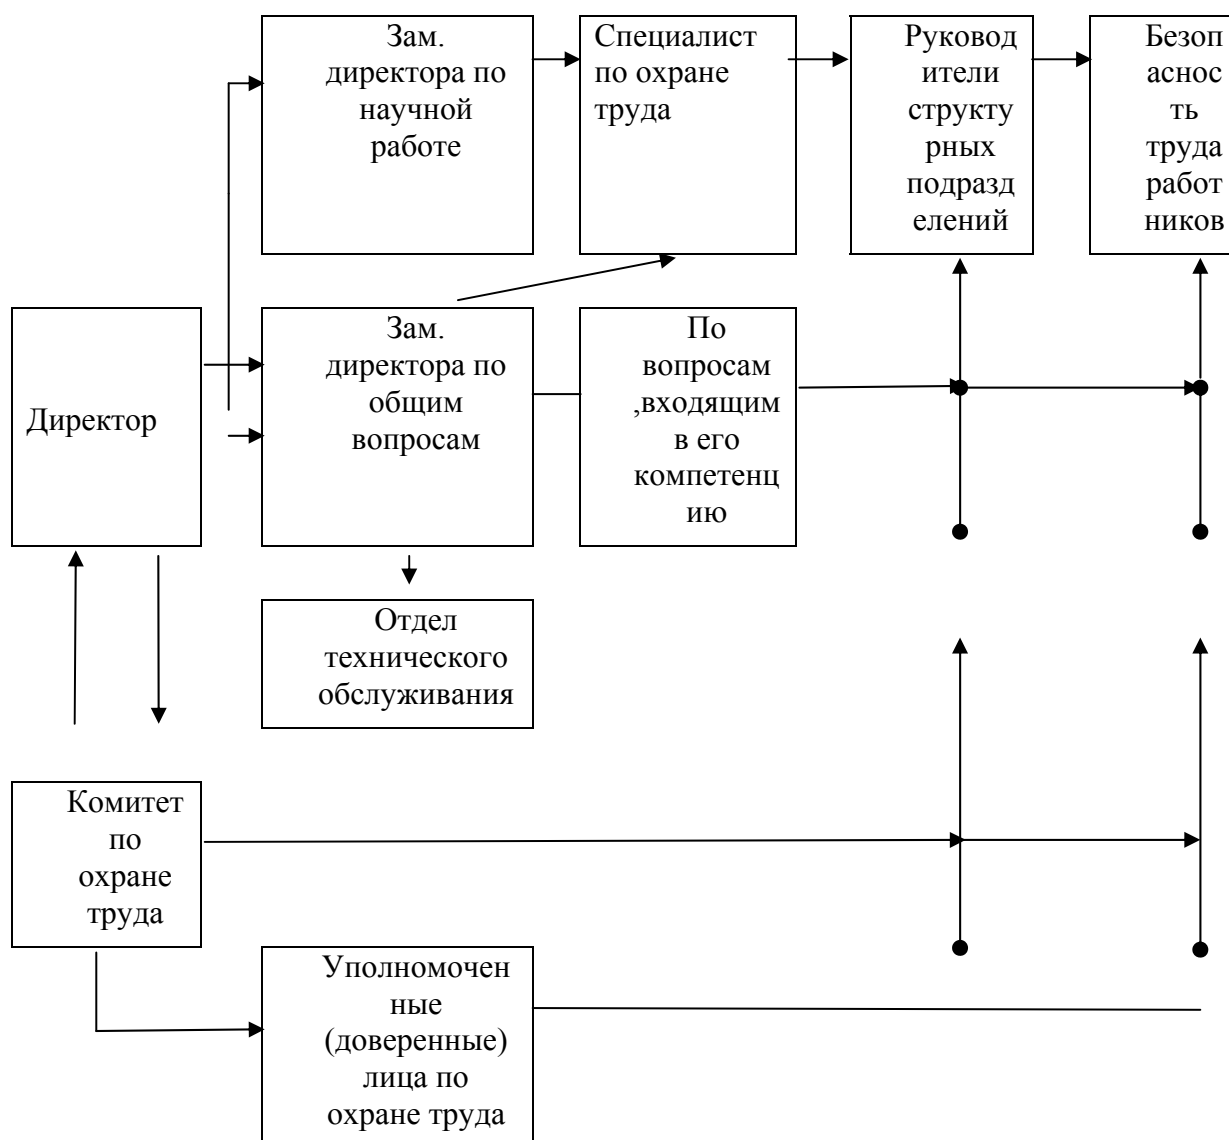 Зам.
директора по
научной
работе
Специалист
по охране
труда
Руковод
ители
структу
рных
подразд
елений
Безоп
аснос
ть
труда
работ
ников
Директор
Зам.
директора по
общим
вопросам
По
вопросам
,входящим
в его
компетенц
ию
Отдел
технического
обслуживания
Комитет
по
охране
труда
Уполномочен
ные
(доверенные)
лица по
охране труда